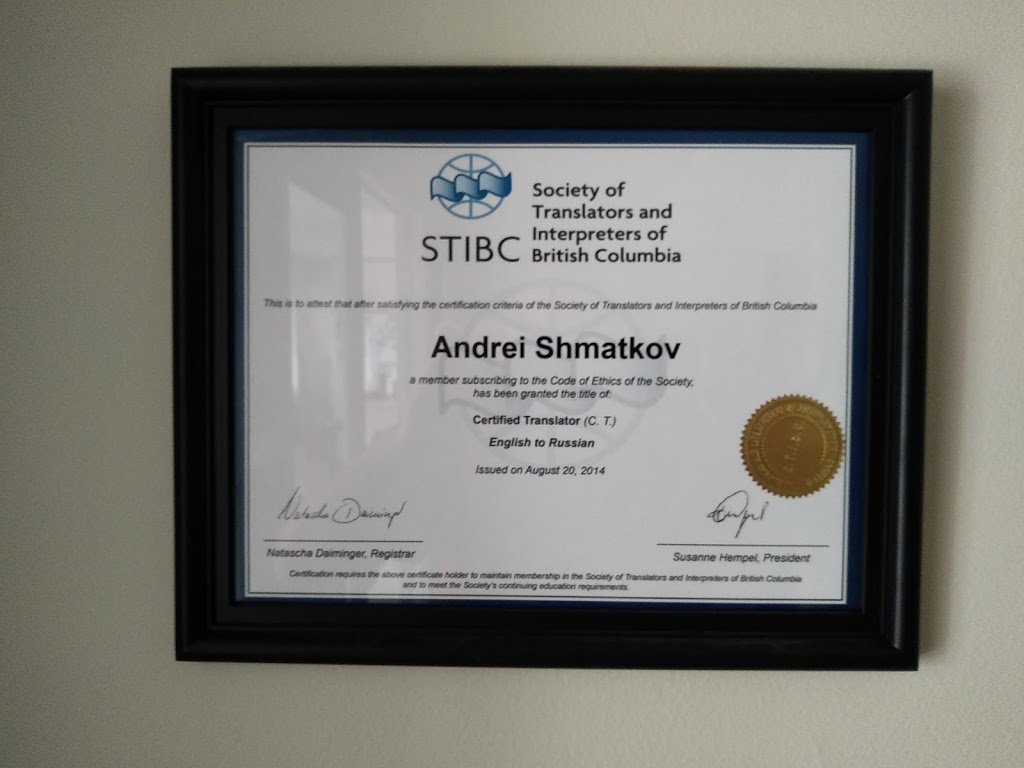 STIBC
Society of
Translators and
Interpreters of
British Columbia
This is to attest that after satisfying the certification criteria of the Society of Translators and Interpreters of British Columbia
Andrei Shmatkov
a member subscribing to the Code of Ethics of the Society,
has been granted the title of:
Certified Translator (C. T.)
English to Russian
Issued on August 20, 2014
Natascha Daiminger, Registrar
Susanne Hempel, President
Certification requires the above certificate holder to maintain membership in the Society of Translators and Interpreters of British Columbia
and to meet the Society's continuing education requirements.